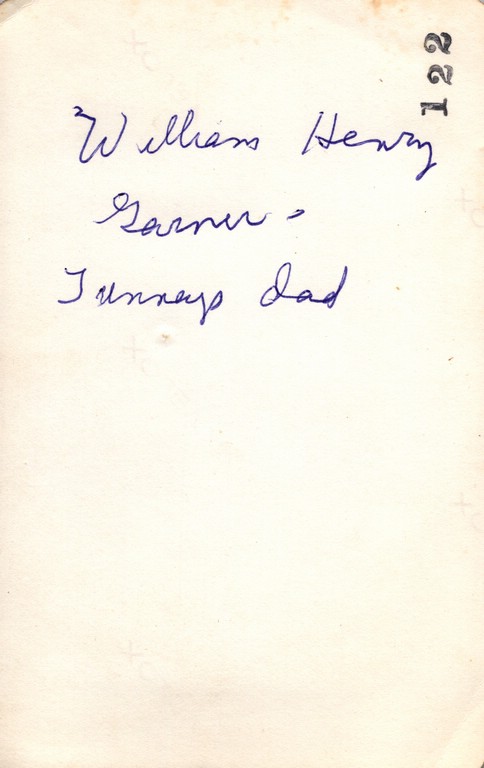 122
William Henry
Garner -
Tunneys dad